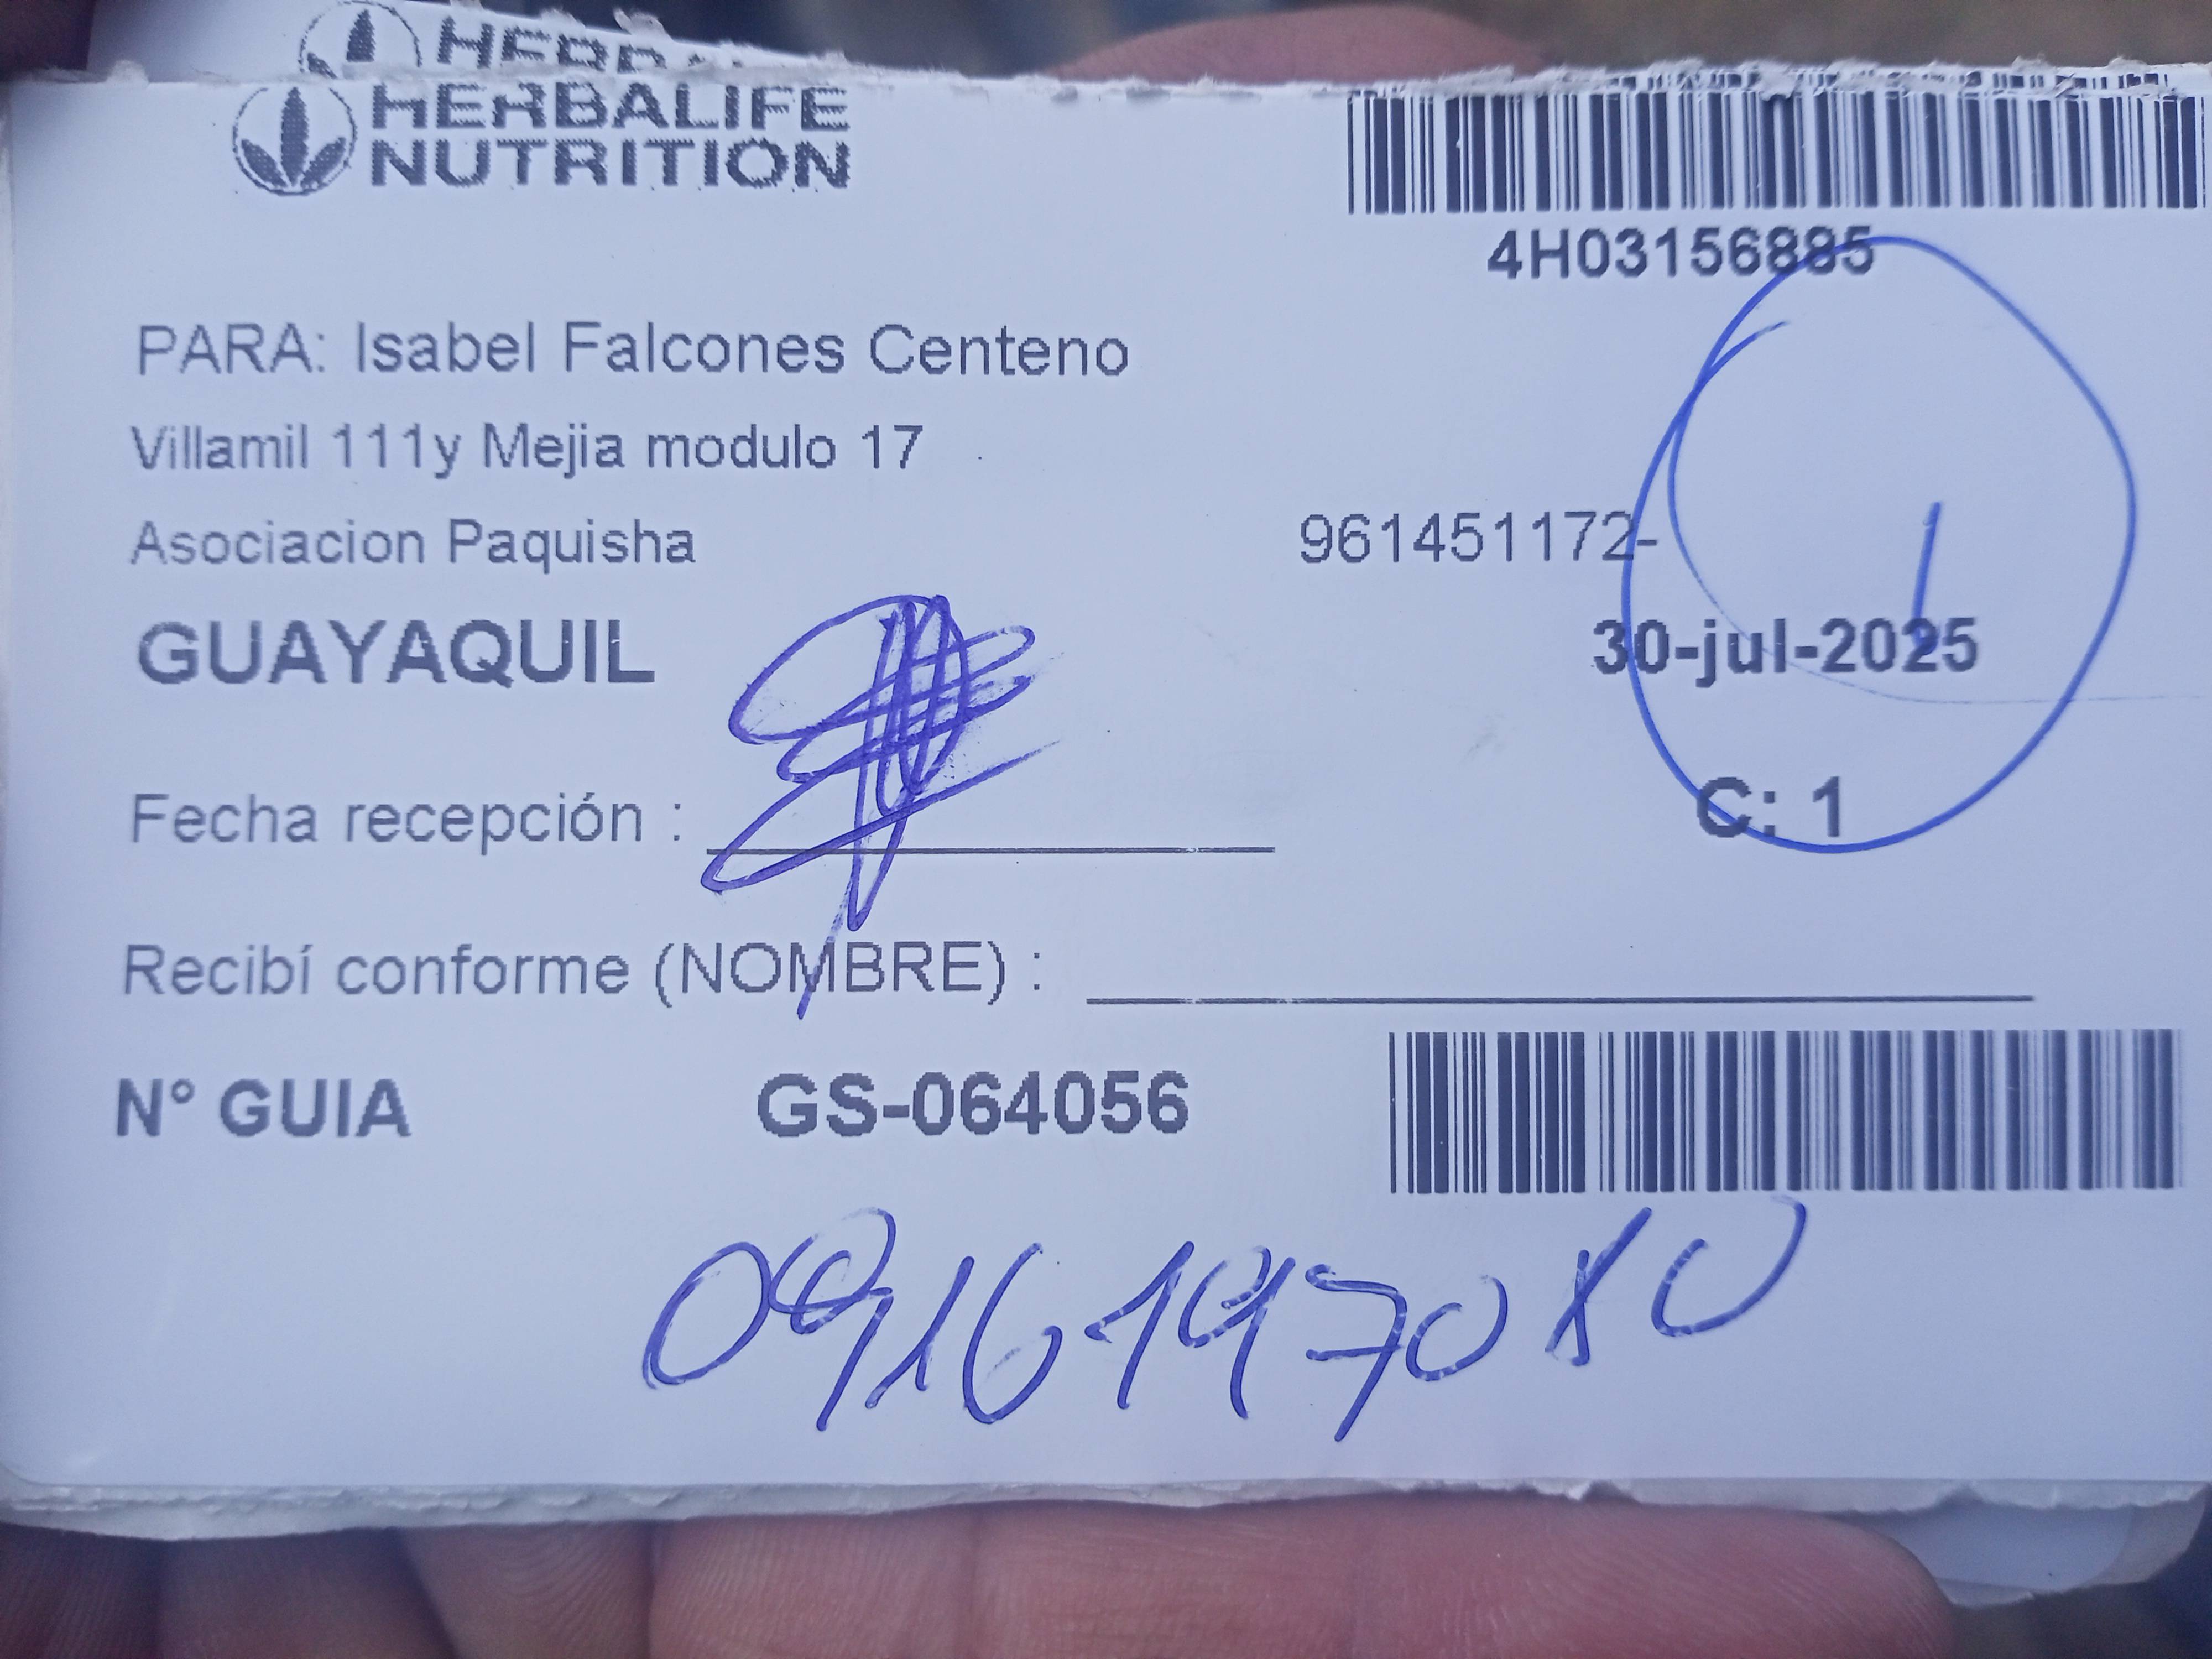 HERBALIFE
NUTRITION
4H03156885
PARA: Isabel Falcones Centeno
Villamil 111y Mejia modulo 17
Asociacion Paquisha
961451172-
GUAYAQUIL
30-jul-2025
Fecha recepción :
C: 1
Recibí conforme (NOMBRE) :
N° GUIA GS-064056